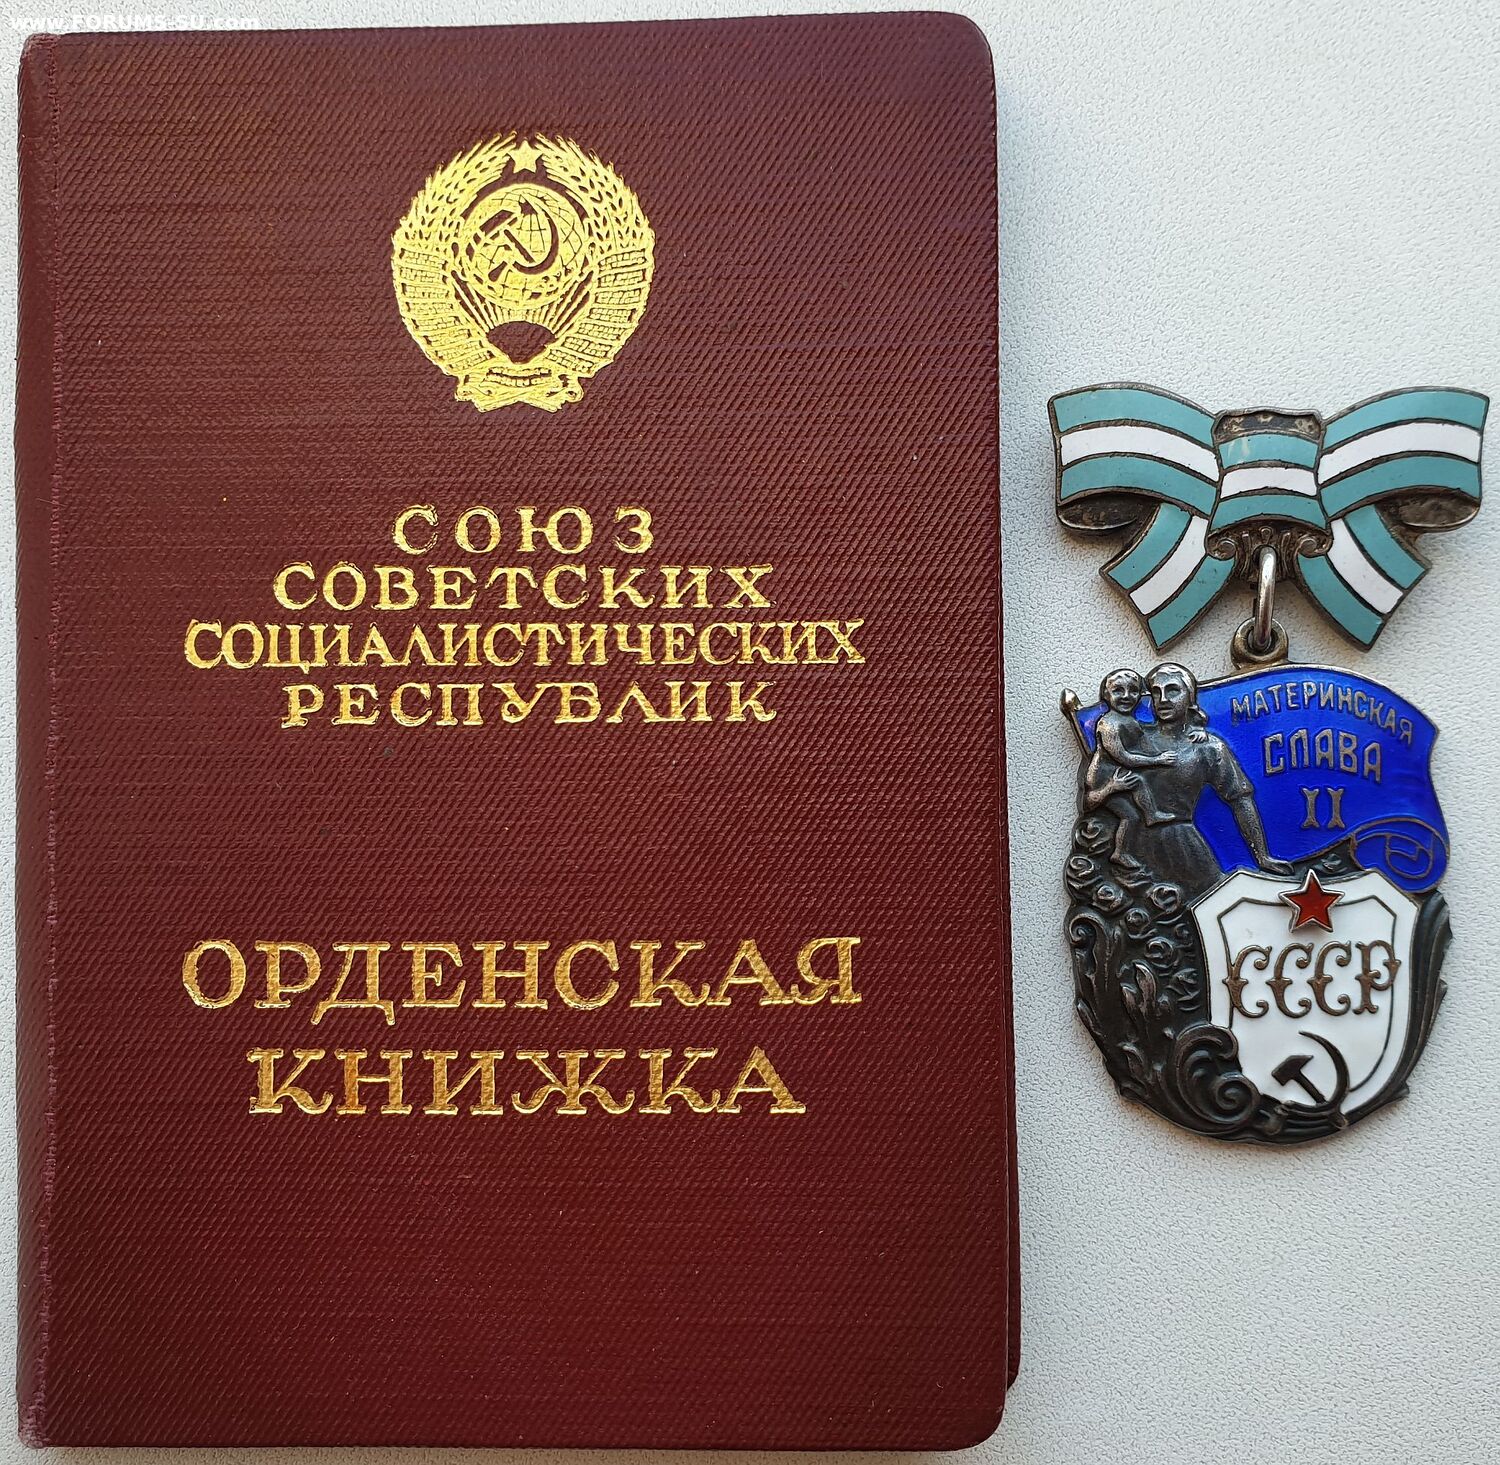 www.FORUMS-SU.com
СОЮЗ
СОВЕТСКИХ
СОЦИАЛИСТИЧЕСКИХ
РЕСПУБЛИК
ОРДЕНСКАЯ
КНИЖКА
МАТЕРИНСКАЯ
СЛАВА
II
СССР